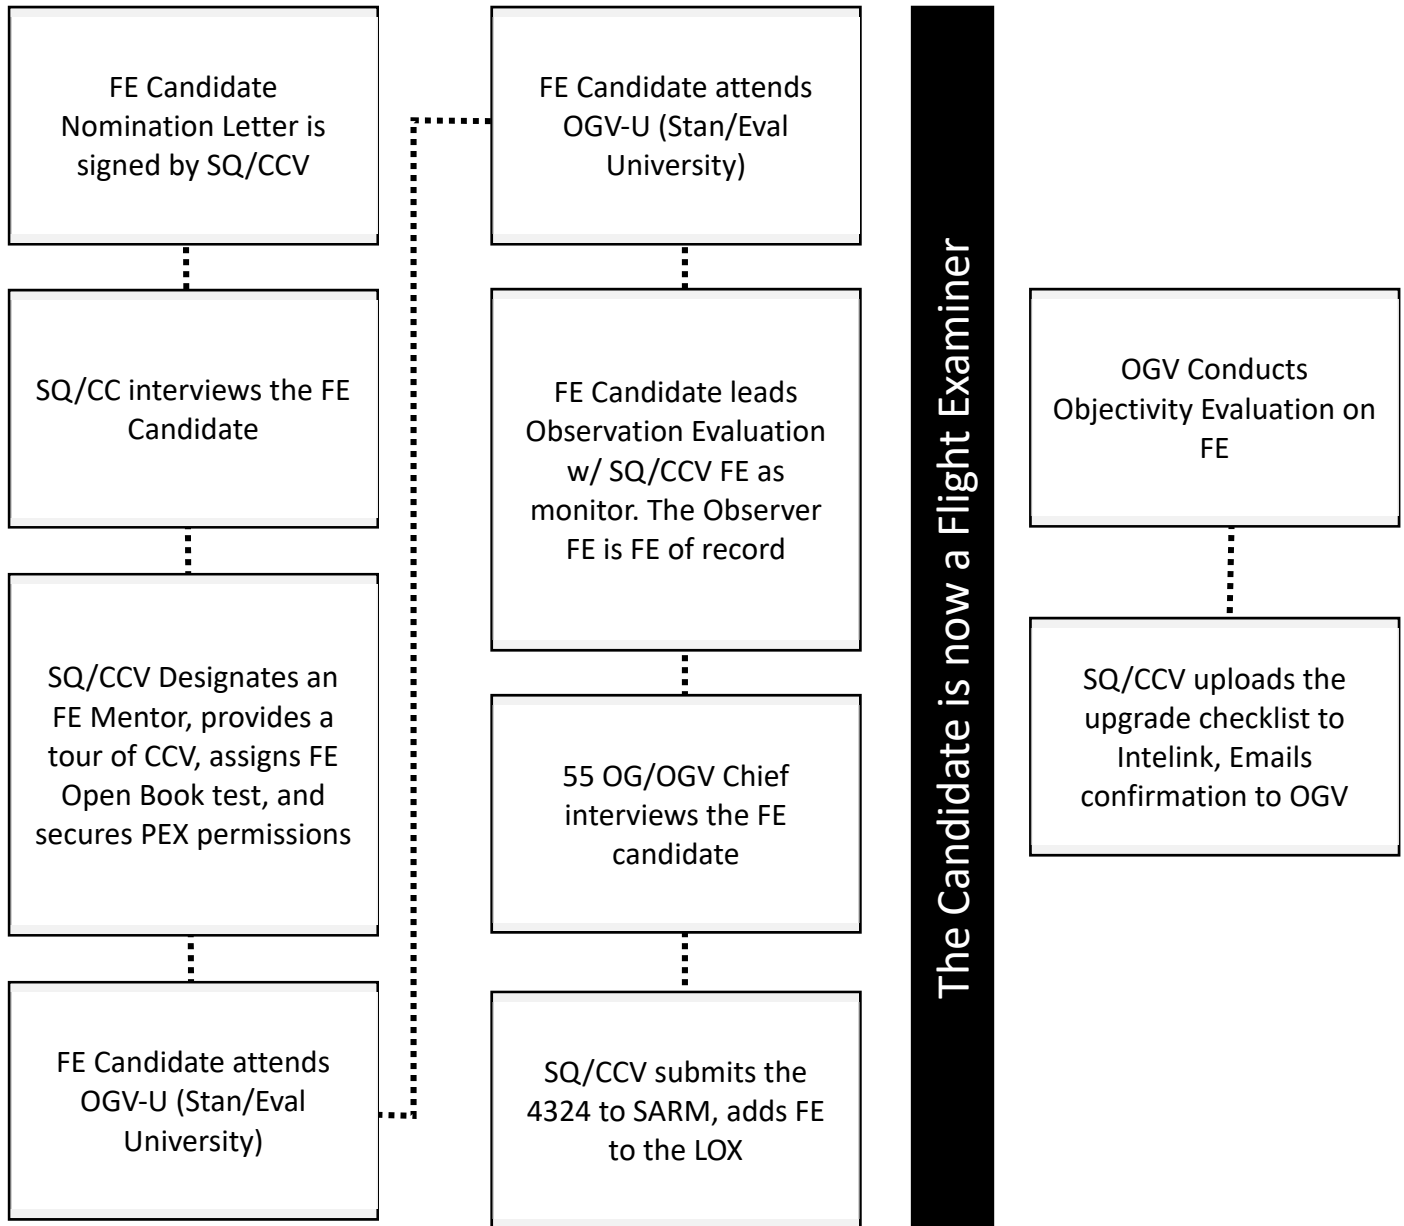 FE Candidate
Nomination Letter is
signed by SQ/CCV
SQ/CC interviews the FE
Candidate
SQ/CCV Designates an
FE Mentor, provides a
tour of CCV, assigns FE
Open Book test, and
secures PEX permissions
FE Candidate attends
OGV-U (Stan/Eval
University)
FE Candidate attends
OGV-U (Stan/Eval
University)
FE Candidate leads
Observation Evaluation
w/ SQ/CCV FE as
monitor. The Observer
FE is FE of record
55 OG/OGV Chief
interviews the FE
candidate
SQ/CCV submits the
4324 to SARM, adds FE
to the LOX
The Candidate is now a Flight Examiner
OGV Conducts
Objectivity Evaluation on
FE
SQ/CCV uploads the
upgrade checklist to
Intelink, Emails
confirmation to OGV